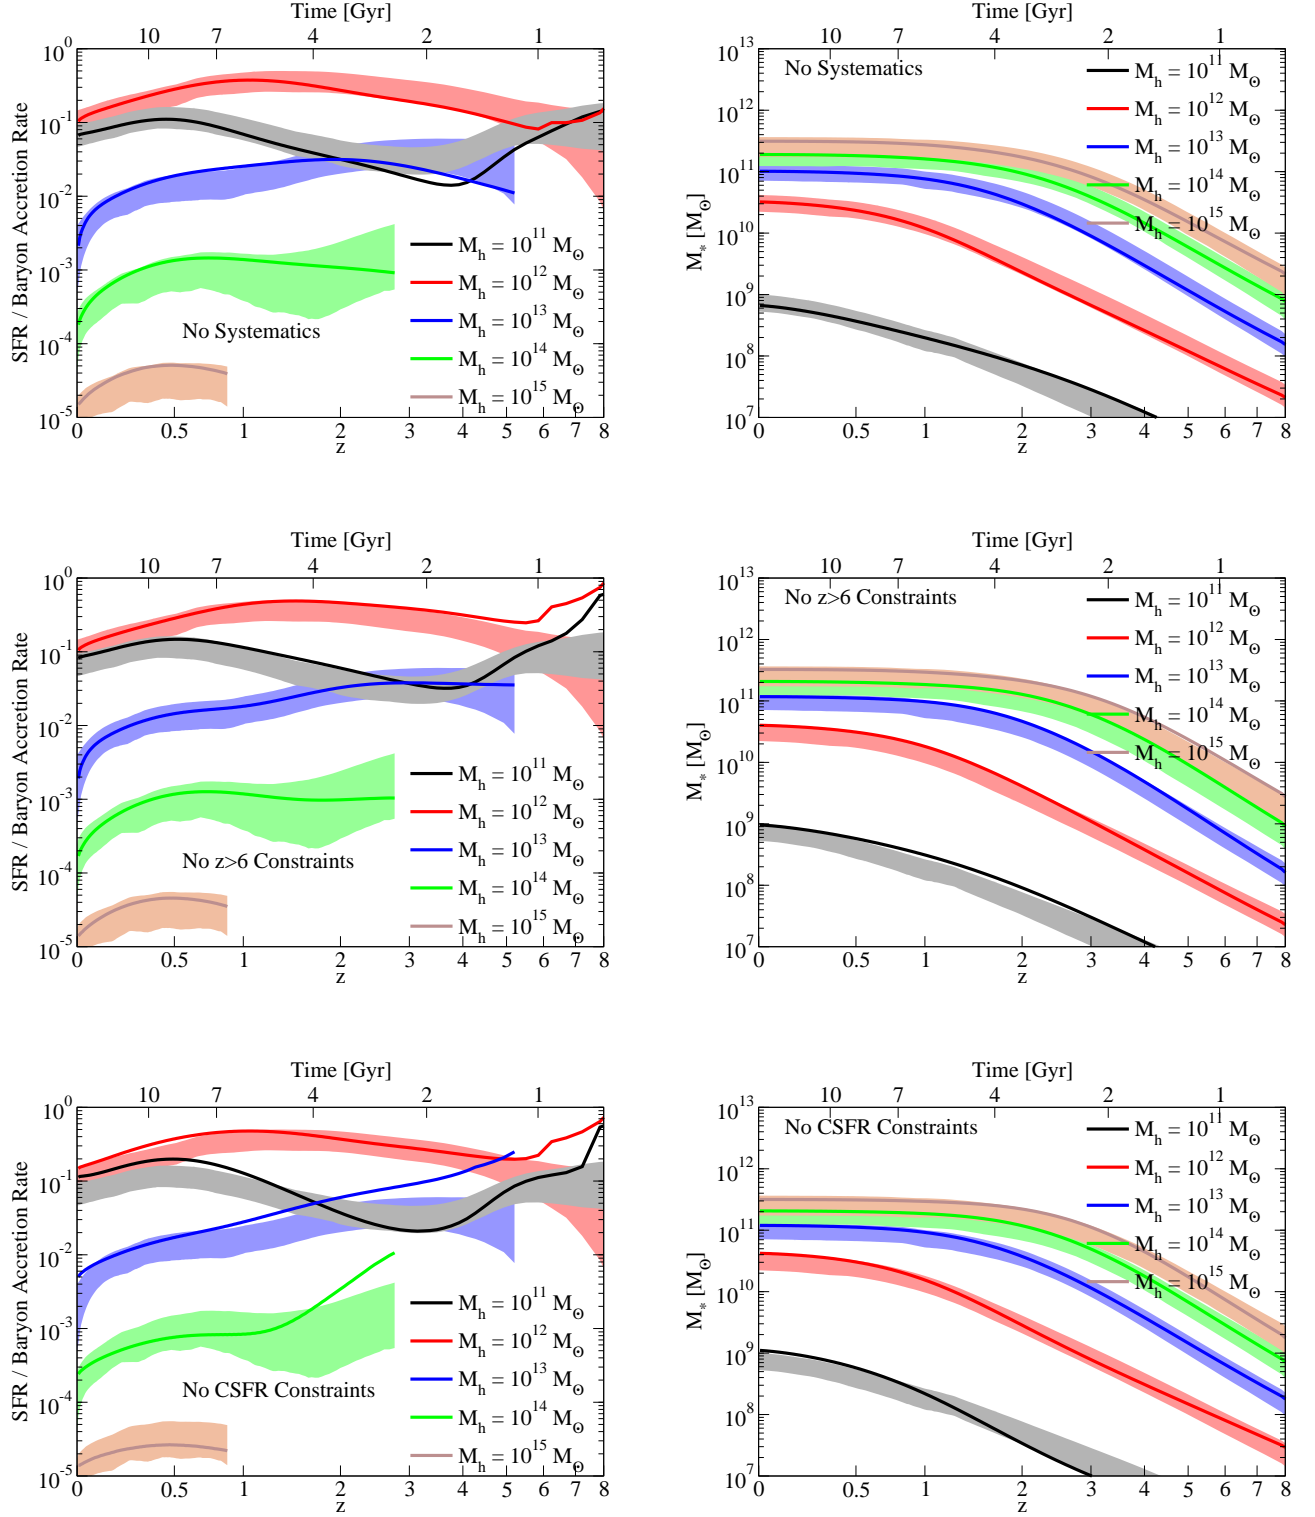 Time [Gyr]
10 7 4 2 1
10^0
10^-1
10^-2
10^-3
10^-4
10^-5
SFR / Baryon Accretion Rate
M_h = 10^11 M_⊙
M_h = 10^12 M_⊙
M_h = 10^13 M_⊙
M_h = 10^14 M_⊙
M_h = 10^15 M_⊙
No Systematics
0 0.5 1 2 3 4 5 6 7 8
z
Time [Gyr]
10 7 4 2 1
10^13
10^12
10^11
10^10
10^9
10^8
10^7
M_* [M_⊙]
No Systematics
M_h = 10^11 M_⊙
M_h = 10^12 M_⊙
M_h = 10^13 M_⊙
M_h = 10^14 M_⊙
M_h = 10^15 M_⊙
0 0.5 1 2 3 4 5 6 7 8
z
Time [Gyr]
10 7 4 2 1
10^0
10^-1
10^-2
10^-3
10^-4
10^-5
SFR / Baryon Accretion Rate
M_h = 10^11 M_⊙
M_h = 10^12 M_⊙
M_h = 10^13 M_⊙
M_h = 10^14 M_⊙
M_h = 10^15 M_⊙
No z>6 Constraints
0 0.5 1 2 3 4 5 6 7 8
z
Time [Gyr]
10 7 4 2 1
10^13
10^12
10^11
10^10
10^9
10^8
10^7
M_* [M_⊙]
No z>6 Constraints
M_h = 10^11 M_⊙
M_h = 10^12 M_⊙
M_h = 10^13 M_⊙
M_h = 10^14 M_⊙
M_h = 10^15 M_⊙
0 0.5 1 2 3 4 5 6 7 8
z
Time [Gyr]
10 7 4 2 1
10^0
10^-1
10^-2
10^-3
10^-4
10^-5
SFR / Baryon Accretion Rate
M_h = 10^11 M_⊙
M_h = 10^12 M_⊙
M_h = 10^13 M_⊙
M_h = 10^14 M_⊙
M_h = 10^15 M_⊙
No CSFR Constraints
0 0.5 1 2 3 4 5 6 7 8
z
Time [Gyr]
10 7 4 2 1
10^13
10^12
10^11
10^10
10^9
10^8
10^7
M_* [M_⊙]
No CSFR Constraints
M_h = 10^11 M_⊙
M_h = 10^12 M_⊙
M_h = 10^13 M_⊙
M_h = 10^14 M_⊙
M_h = 10^15 M_⊙
0 0.5 1 2 3 4 5 6 7 8
z